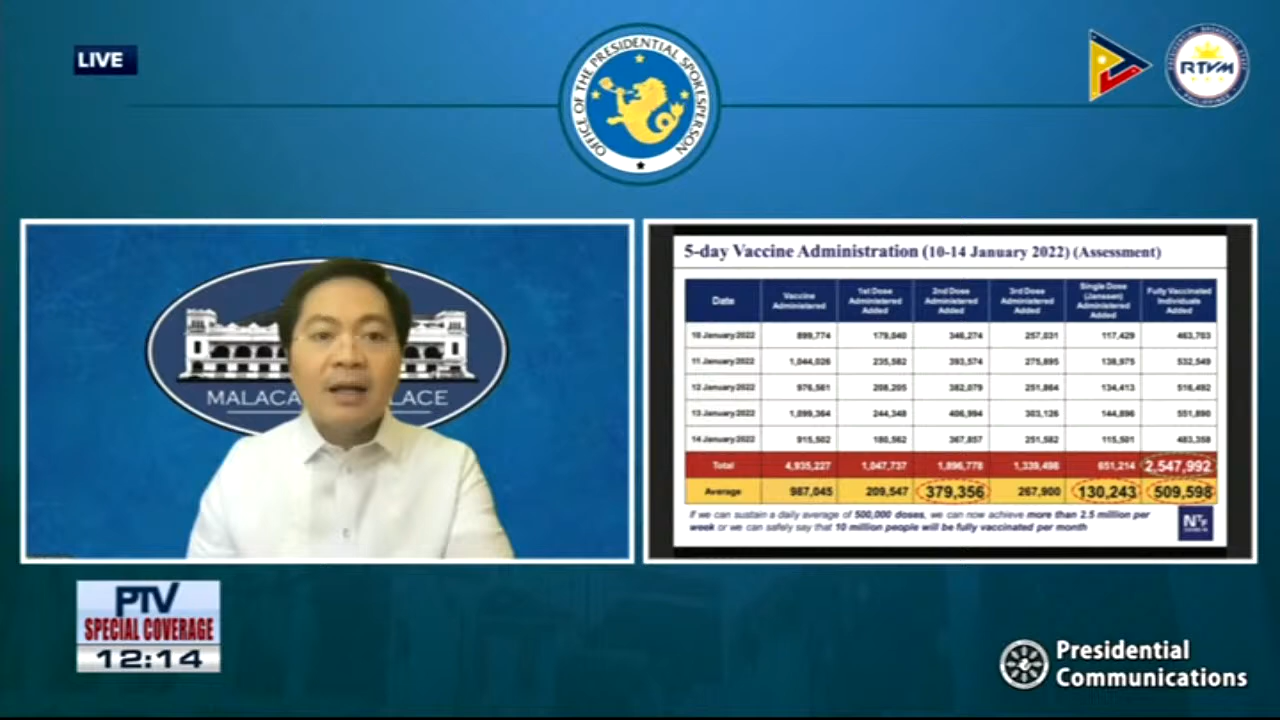 LIVE
OFFICE OF THE PRESIDENTIAL SPOKESPERSON
RTVM
MALACA LACE
5-day Vaccine Administration (10-14 January 2022) (Assessment)
Date Vaccine Administered 1st Dose Administered Added 2nd Dose Administered Added 3rd Dose Administered Added Single Dose (Janssen) Administered Added Fully Vaccinated Individuals Added
10 January 2022 899,774 179,040 346,274 257,031 117,429 463,703
11 January 2022 1,044,026 235,582 393,574 275,895 138,975 532,549
12 January 2022 976,561 208,205 382,079 251,864 134,413 516,492
13 January 2022 1,099,364 244,348 406,994 303,126 144,896 551,890
14 January 2022 915,502 180,562 367,857 251,582 115,501 483,358
Total 4,935,227 1,047,737 1,896,778 1,339,498 651,214 2,547,992
Average 987,045 209,547 379,356 267,900 130,243 509,598
If we can sustain a daily average of 500,000 doses, we can now achieve more than 2.5 million per
week or we can safely say that 10 million people will be fully vaccinated per month
NTF
PTV
SPECIAL COVERAGE
12:14
Presidential
Communications